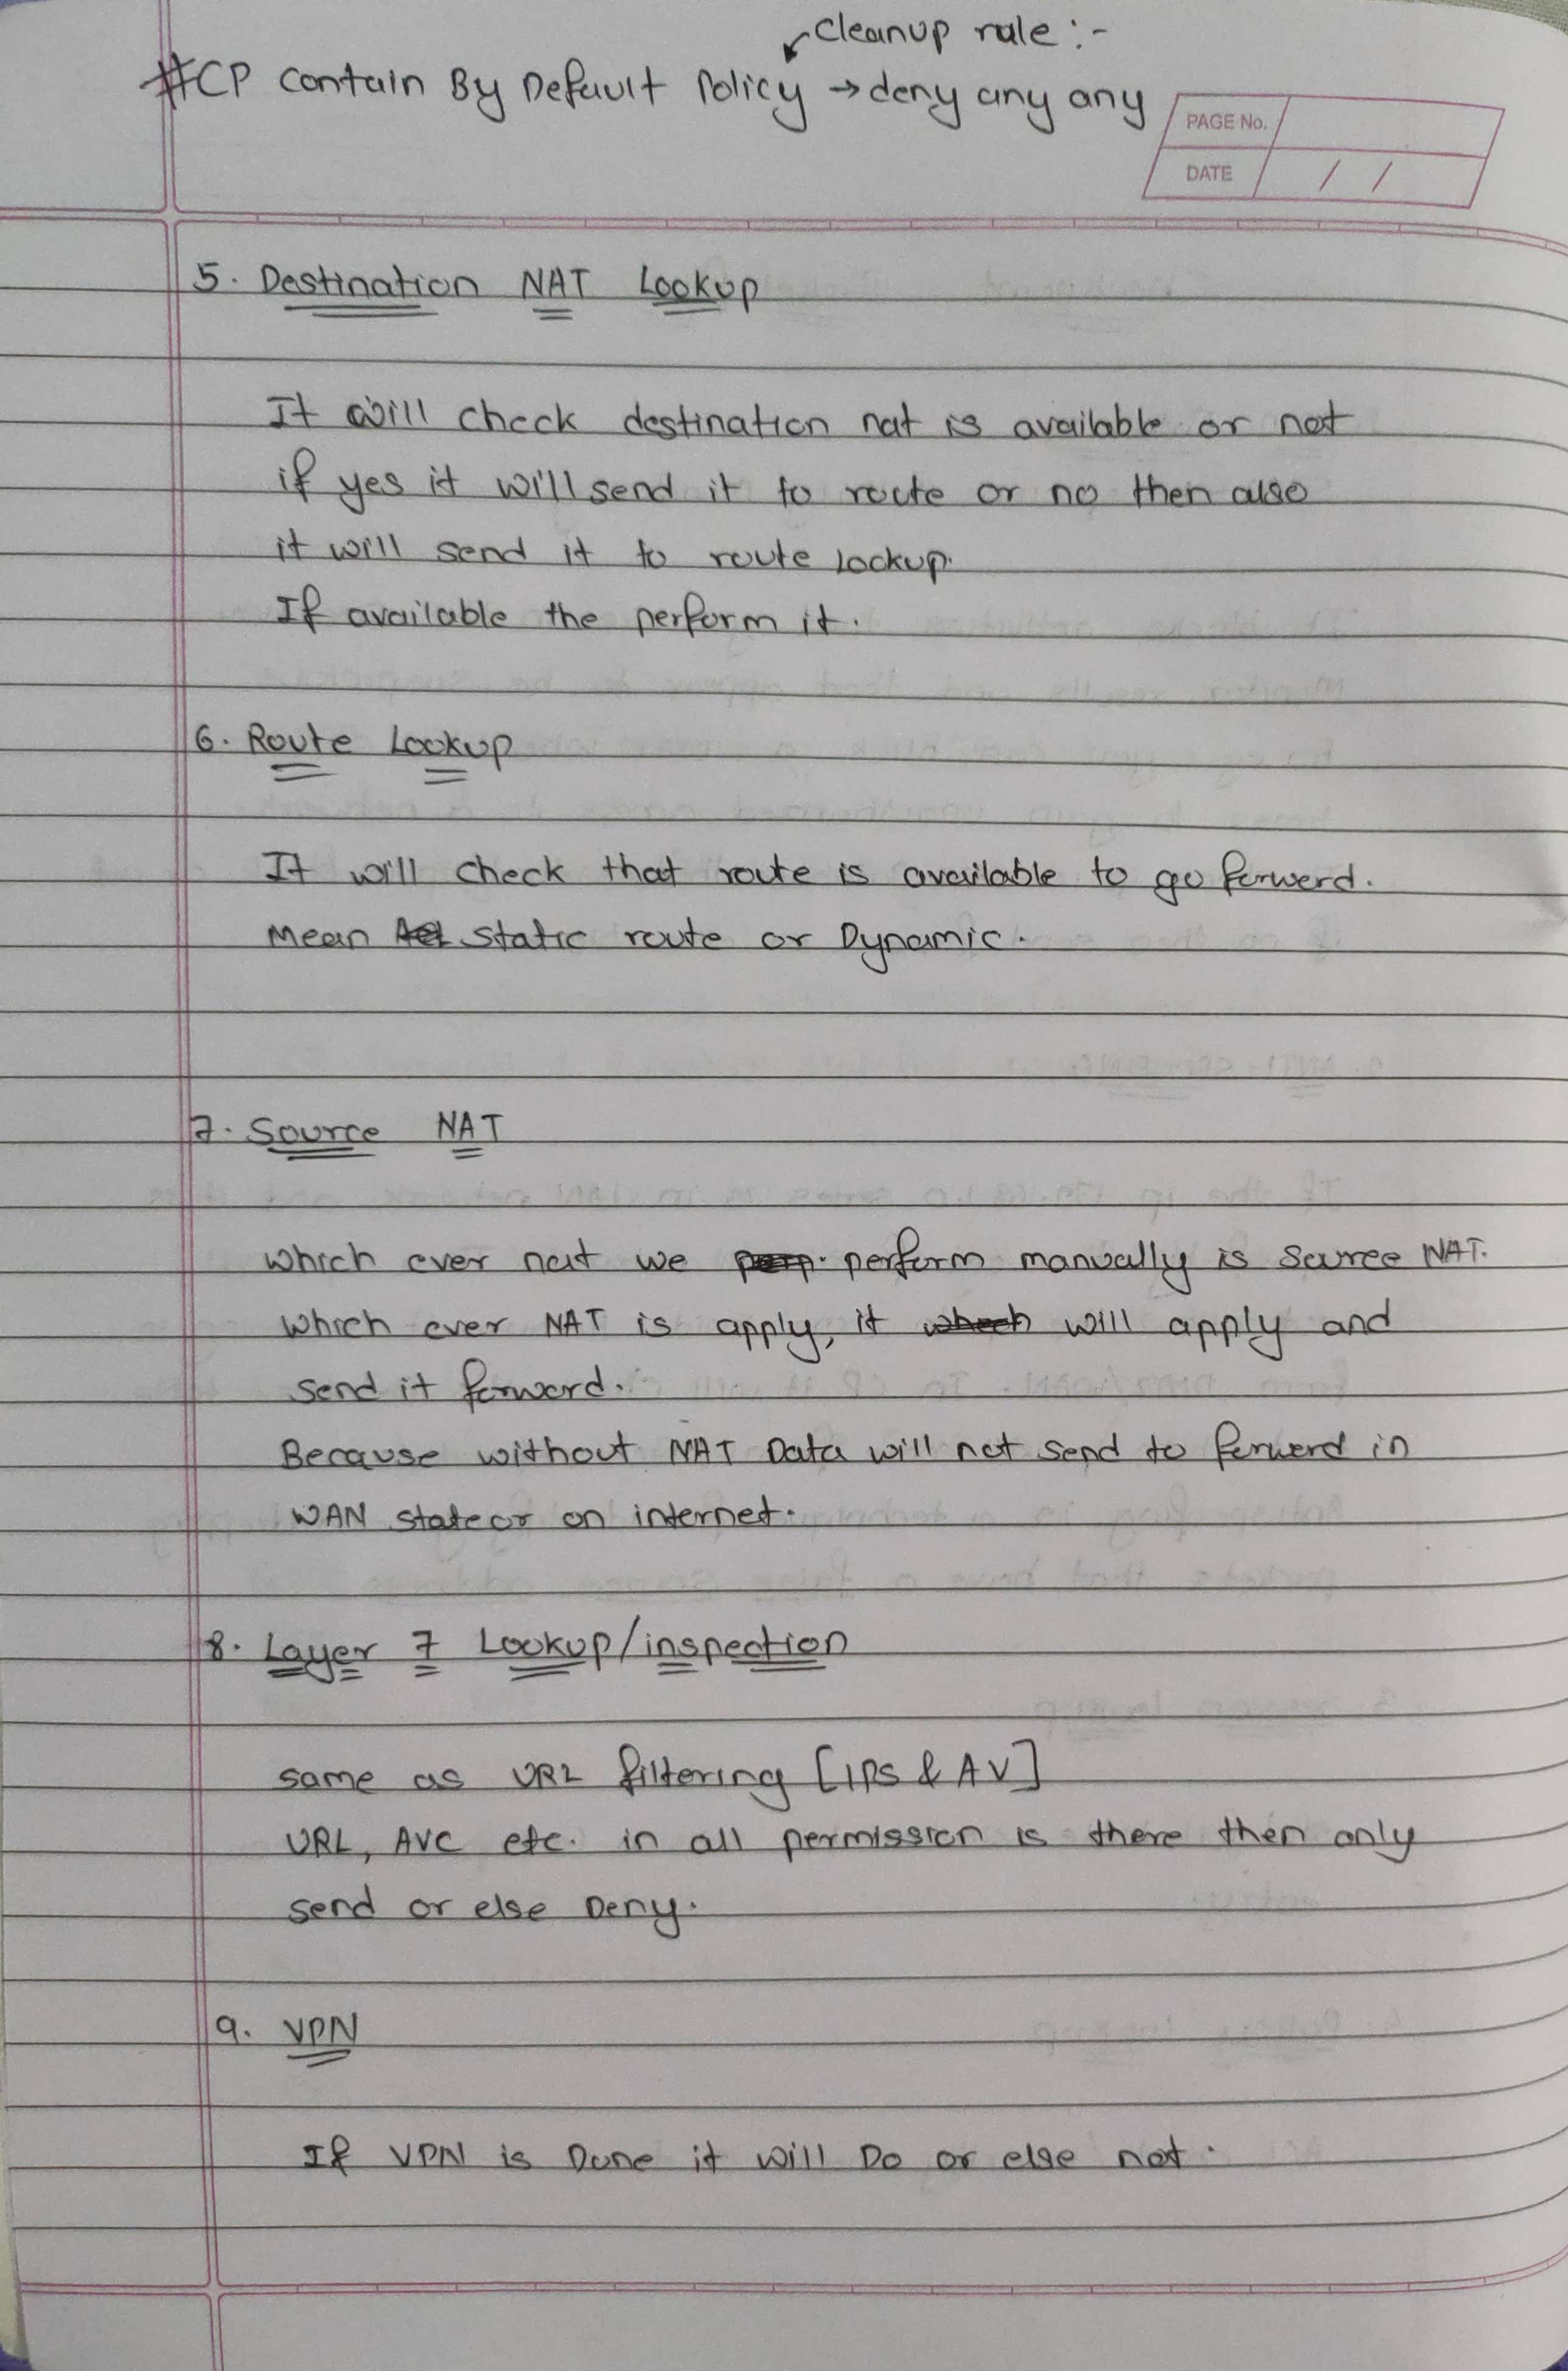 cleanup rule :-
#CP contain By Default Policy → deny any any
PAGE No.
DATE / /
5. Destination NAT Lookup
It will check destination nat is available or not
if yes it will send it to route or no then also
it will send it to route lookup.
If available the perform it.
6. Route Lookup
It will check that route is available to go forward.
Mean static route or Dynamic.
7. Source NAT
which ever nat we perform manually is source NAT.
which ever NAT is apply, it will apply and
send it forward.
Because without NAT Data will not send to forward in
WAN state or on internet.
8. Layer 7 Lookup/inspection
same as URL filtering [IPS & AV]
URL, AVC etc. in all permission is there then only
send or else Deny.
9. VPN
If VPN is Done it will Do or else not.